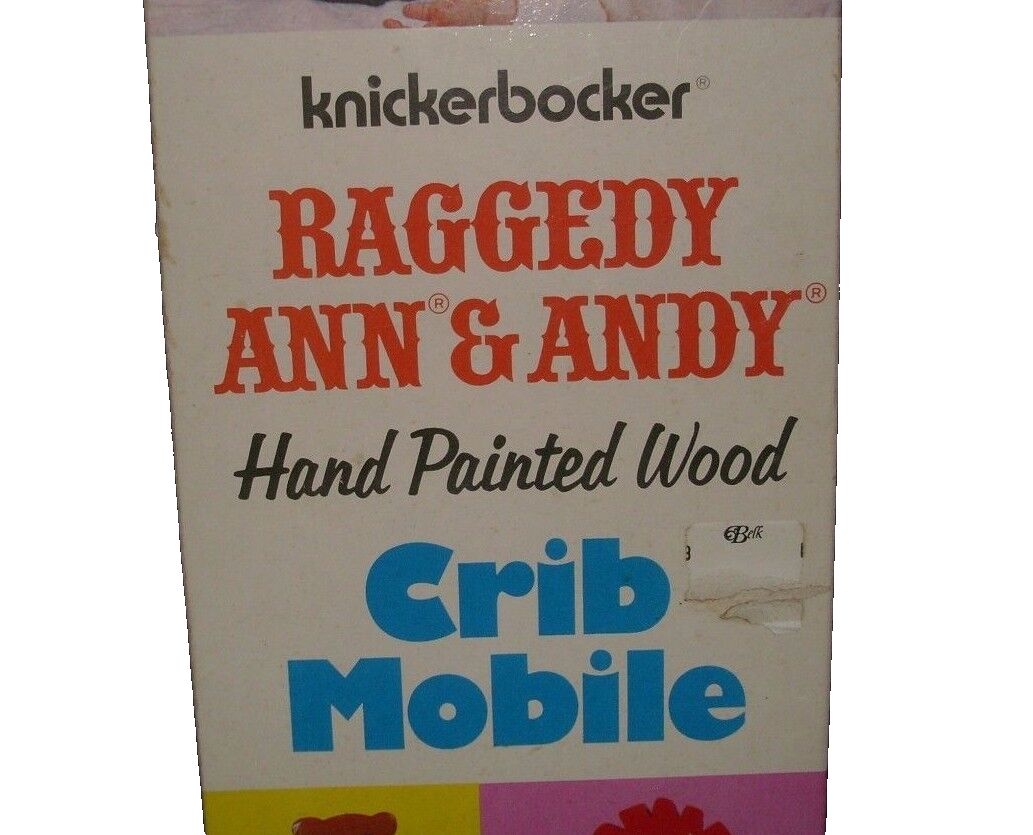 knickerbocker®
RAGGEDY
ANN® & ANDY®
Hand Painted Wood
Belk
Crib
Mobile